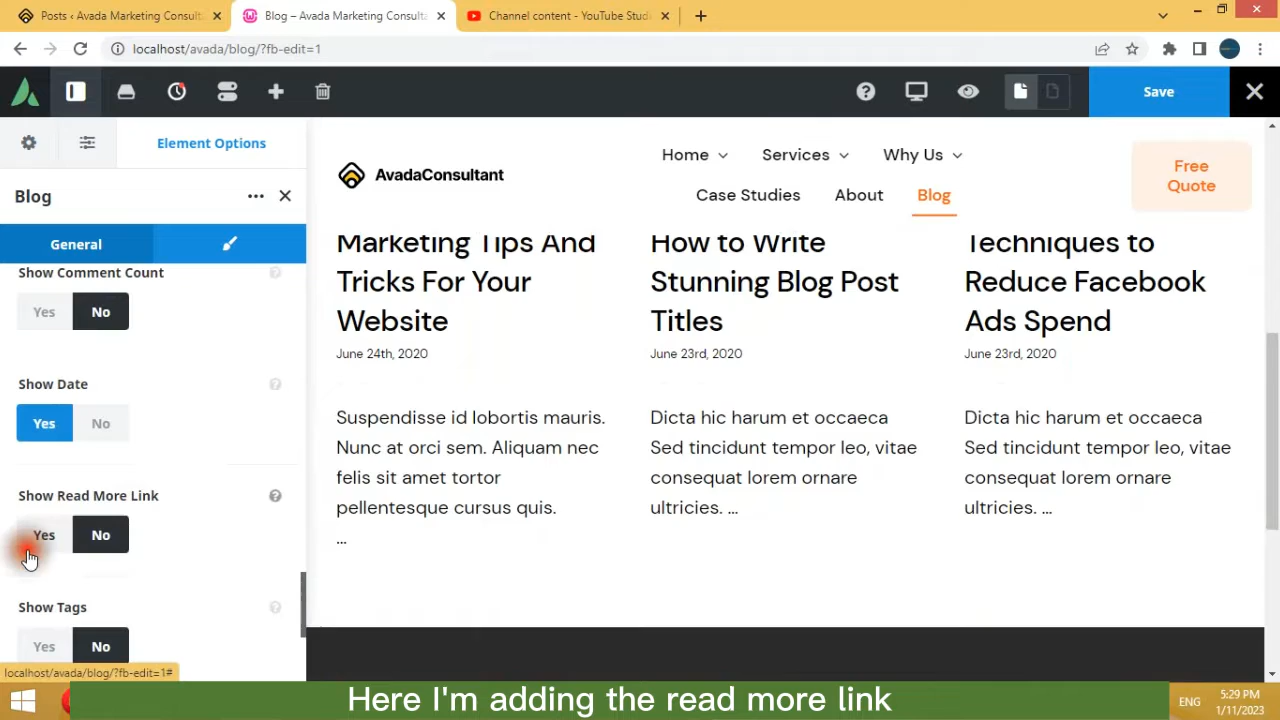 Posts ‹ Avada Marketing Consult
Blog – Avada Marketing Consulta
Channel content - YouTube Stud
localhost/avada/blog/?fb-edit=1
Save
Element Options
Blog
General
Show Comment Count
Yes No
Show Date
Yes No
Show Read More Link
Yes No
Show Tags
Yes No
localhost/avada/blog/?fb-edit=1#
AvadaConsultant
Home Services Why Us
Case Studies About Blog
Free
Quote
Marketing Tips And
Tricks For Your
Website
June 24th, 2020
Suspendisse id lobortis mauris.
Nunc at orci sem. Aliquam nec
felis sit amet tortor
pellentesque cursus quis.
...
How to Write
Stunning Blog Post
Titles
June 23rd, 2020
Dicta hic harum et occaeca
Sed tincidunt tempor leo, vitae
consequat lorem ornare
ultricies. ...
Techniques to
Reduce Facebook
Ads Spend
June 23rd, 2020
Dicta hic harum et occaeca
Sed tincidunt tempor leo, vitae
consequat lorem ornare
ultricies. ...
Here I'm adding the read more link
ENG
5:29 PM
1/11/2023